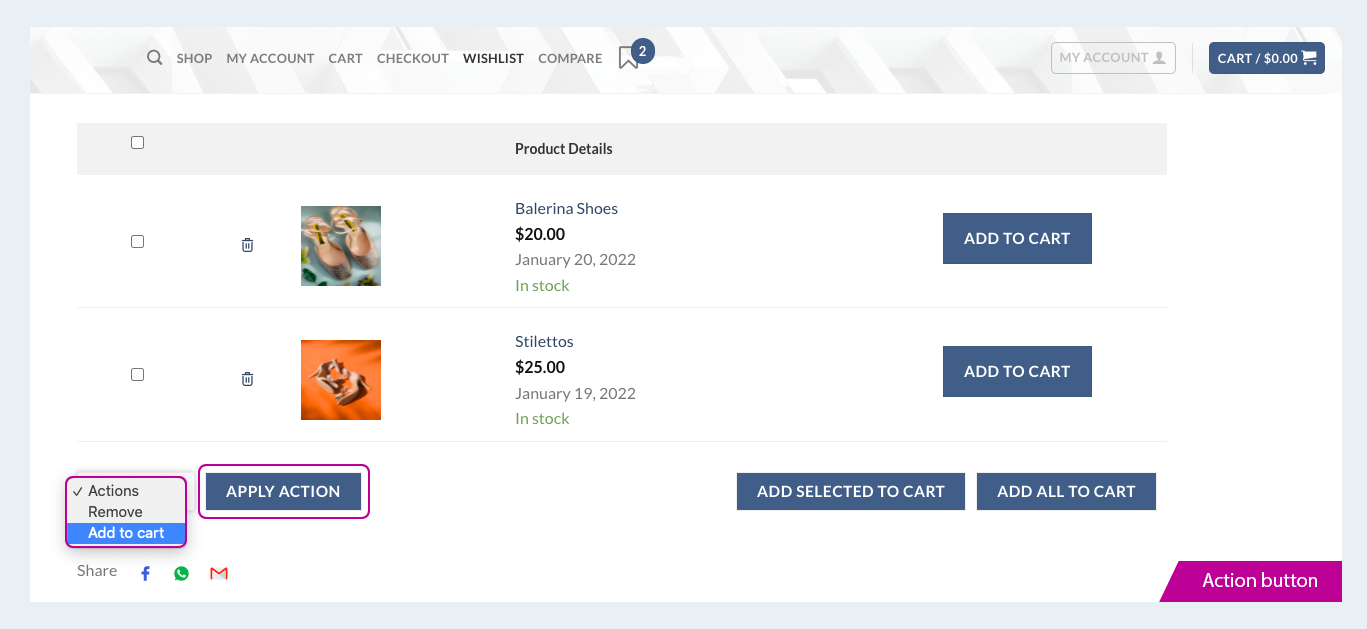 SHOP MY ACCOUNT CART CHECKOUT WISHLIST COMPARE 2 MY ACCOUNT CART / $0.00
Product Details
Balerina Shoes
$20.00
January 20, 2022
In stock
ADD TO CART
Stilettos
$25.00
January 19, 2022
In stock
ADD TO CART
✓ Actions
Remove
Add to cart
APPLY ACTION
ADD SELECTED TO CART
ADD ALL TO CART
Share
Action button